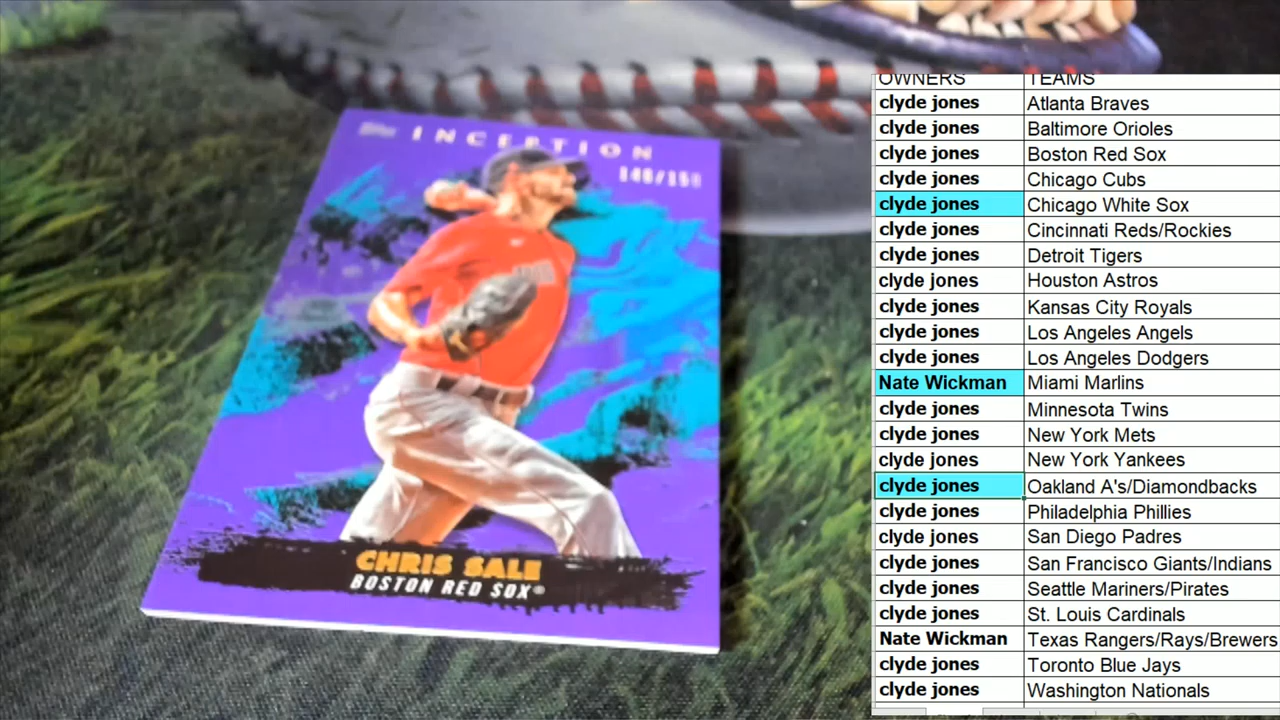 INCEPTION
CHRIS SALE
BOSTON RED SOX®
OWNERS TEAMS
clyde jones Atlanta Braves
clyde jones Baltimore Orioles
clyde jones Boston Red Sox
clyde jones Chicago Cubs
clyde jones Chicago White Sox
clyde jones Cincinnati Reds/Rockies
clyde jones Detroit Tigers
clyde jones Houston Astros
clyde jones Kansas City Royals
clyde jones Los Angeles Angels
clyde jones Los Angeles Dodgers
Nate Wickman Miami Marlins
clyde jones Minnesota Twins
clyde jones New York Mets
clyde jones New York Yankees
clyde jones Oakland A's/Diamondbacks
clyde jones Philadelphia Phillies
clyde jones San Diego Padres
clyde jones San Francisco Giants/Indians
clyde jones Seattle Mariners/Pirates
clyde jones St. Louis Cardinals
Nate Wickman Texas Rangers/Rays/Brewers
clyde jones Toronto Blue Jays
clyde jones Washington Nationals